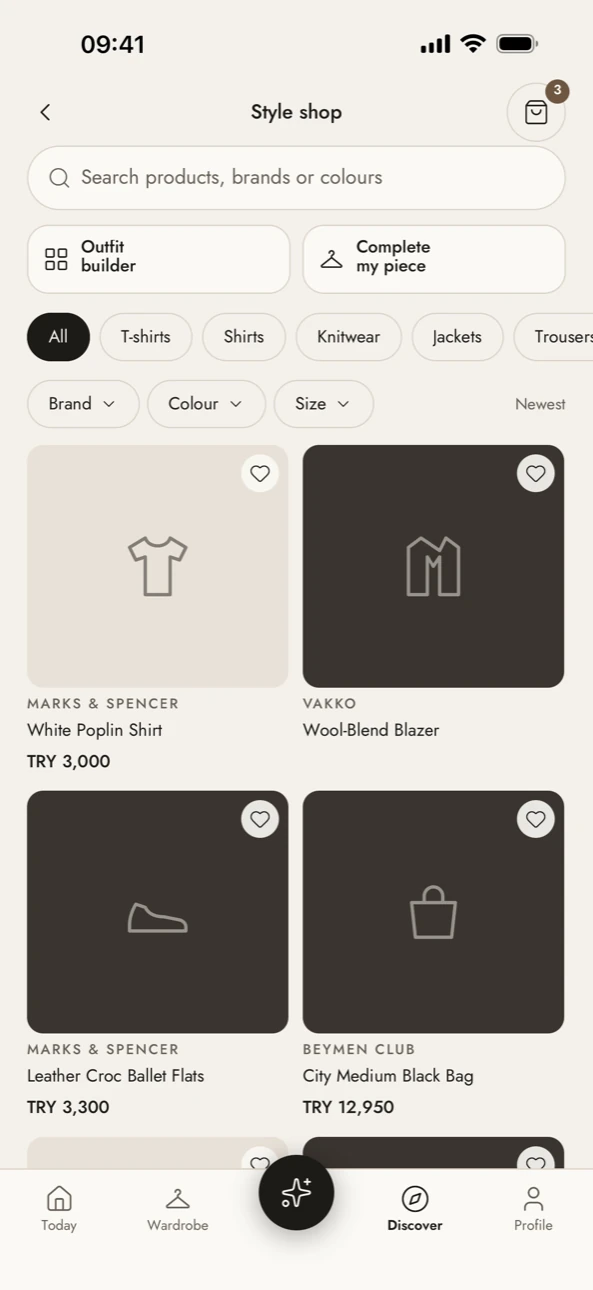 09:41
Style shop
3
Search products, brands or colours
Outfit
builder
Complete
my piece
All
T-shirts
Shirts
Knitwear
Jackets
Trousers
Brand
Colour
Size
Newest
MARKS & SPENCER
White Poplin Shirt
TRY 3,000
VAKKO
Wool-Blend Blazer
MARKS & SPENCER
Leather Croc Ballet Flats
TRY 3,300
BEYMEN CLUB
City Medium Black Bag
TRY 12,950
Today
Wardrobe
Discover
Profile